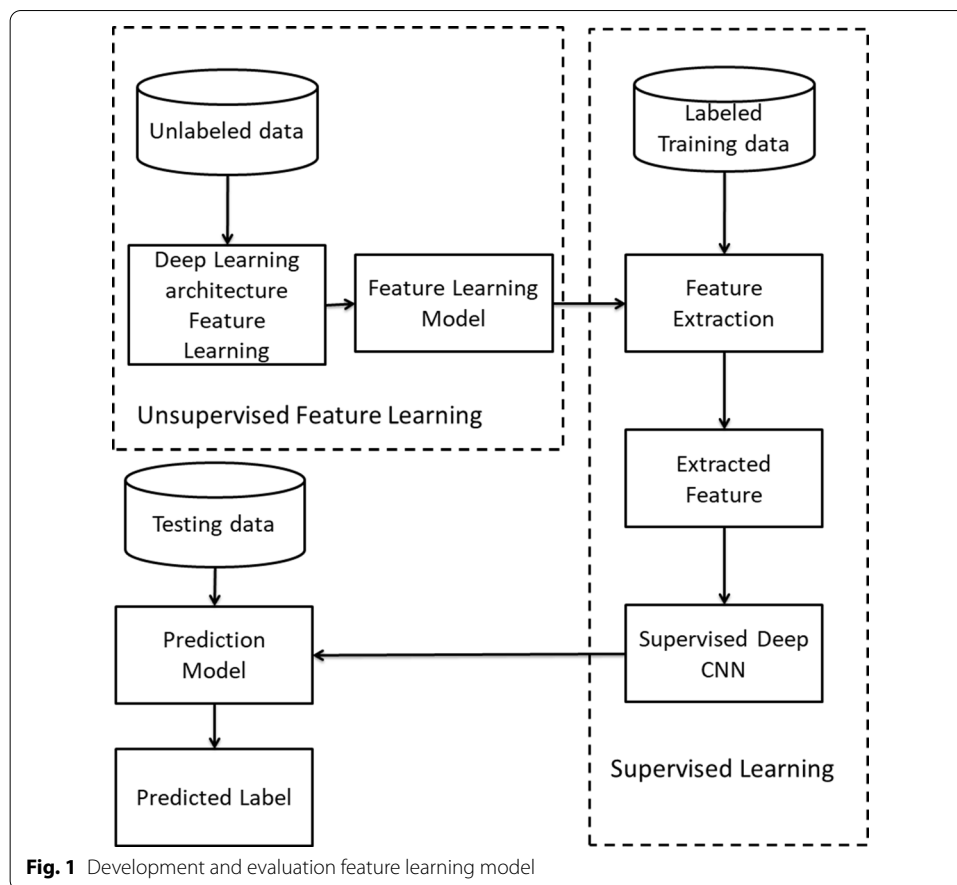 Unlabeled data
Deep Learning
architecture
Feature
Learning
Feature Learning
Model
Unsupervised Feature Learning
Labeled
Training data
Feature
Extraction
Extracted
Feature
Supervised Deep
CNN
Supervised Learning
Testing data
Prediction
Model
Predicted Label
Fig. 1 Development and evaluation feature learning model